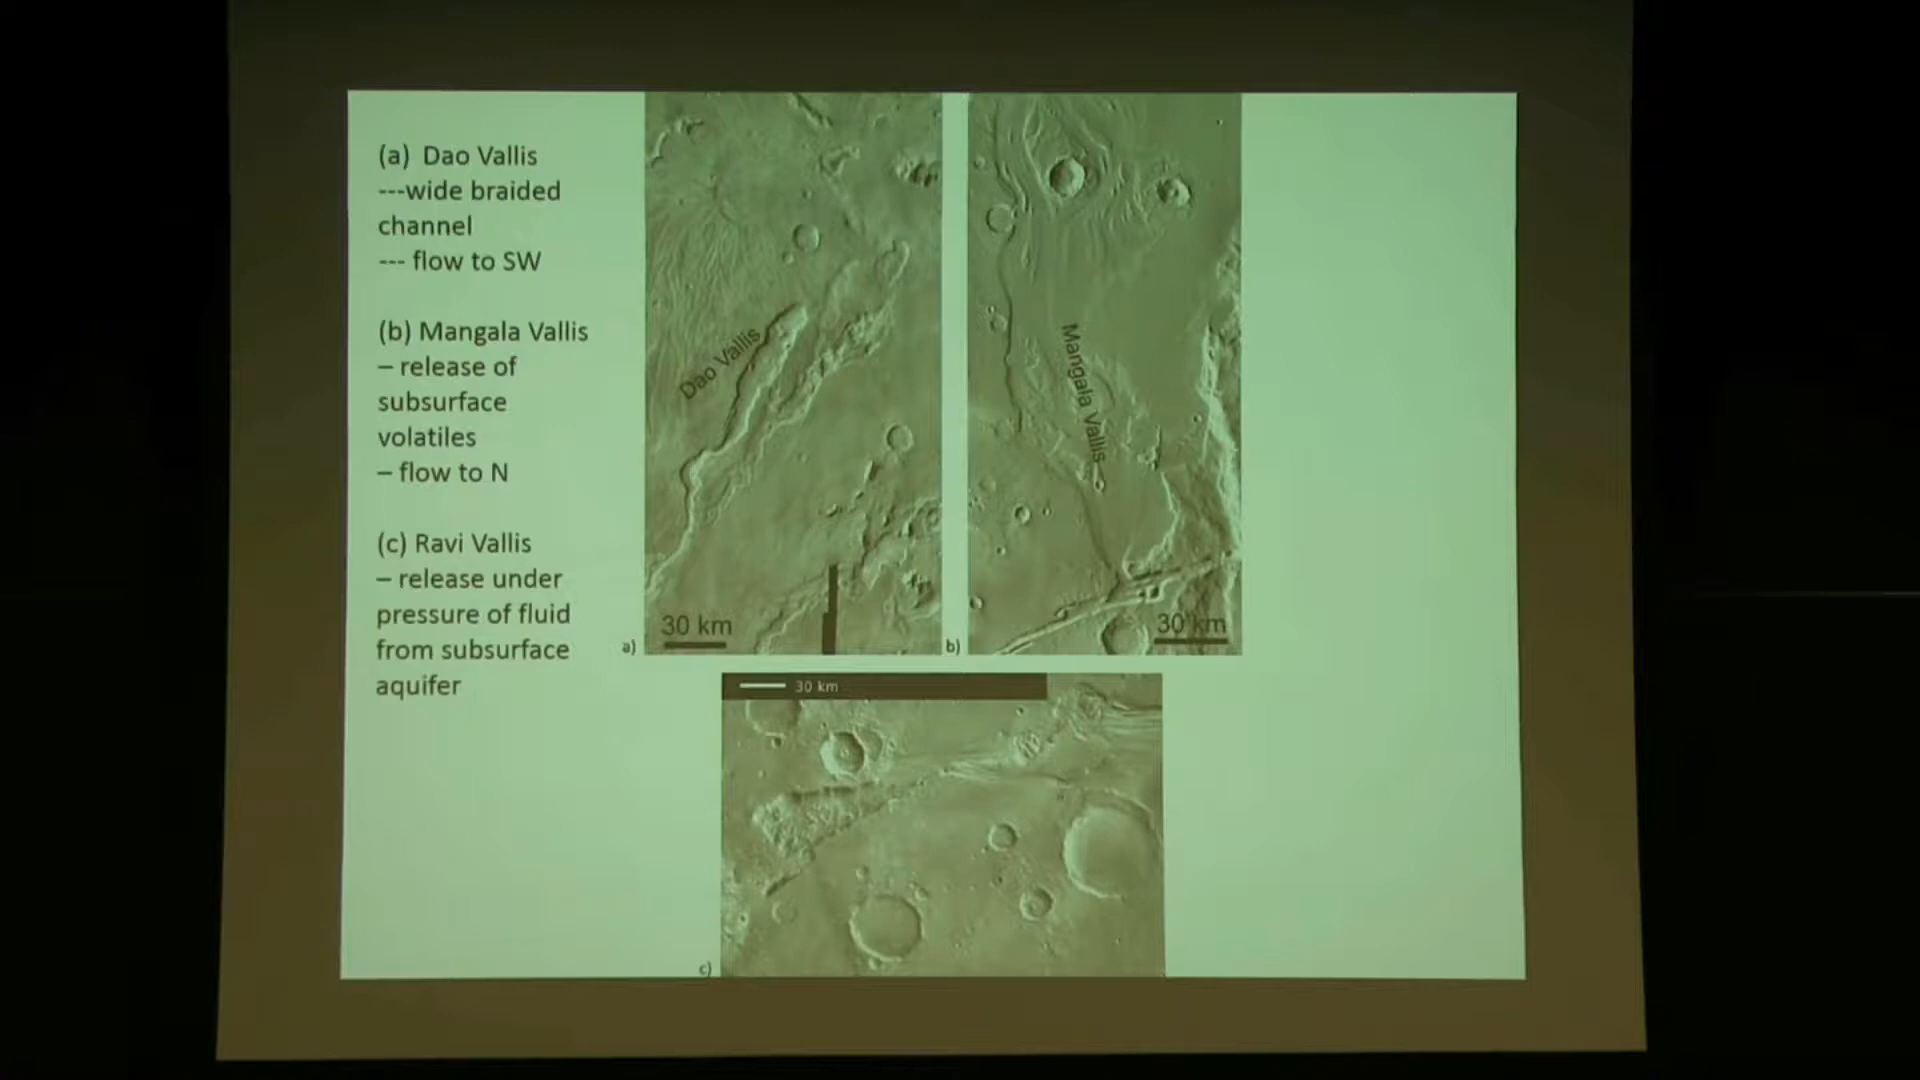 (a) Dao Vallis
---wide braided
channel
--- flow to SW
(b) Mangala Vallis
– release of
subsurface
volatiles
– flow to N
(c) Ravi Vallis
– release under
pressure of fluid
from subsurface
aquifer
Dao Vallis
30 km
a)
Mangala Vallis
30 km
b)
30 km
c)